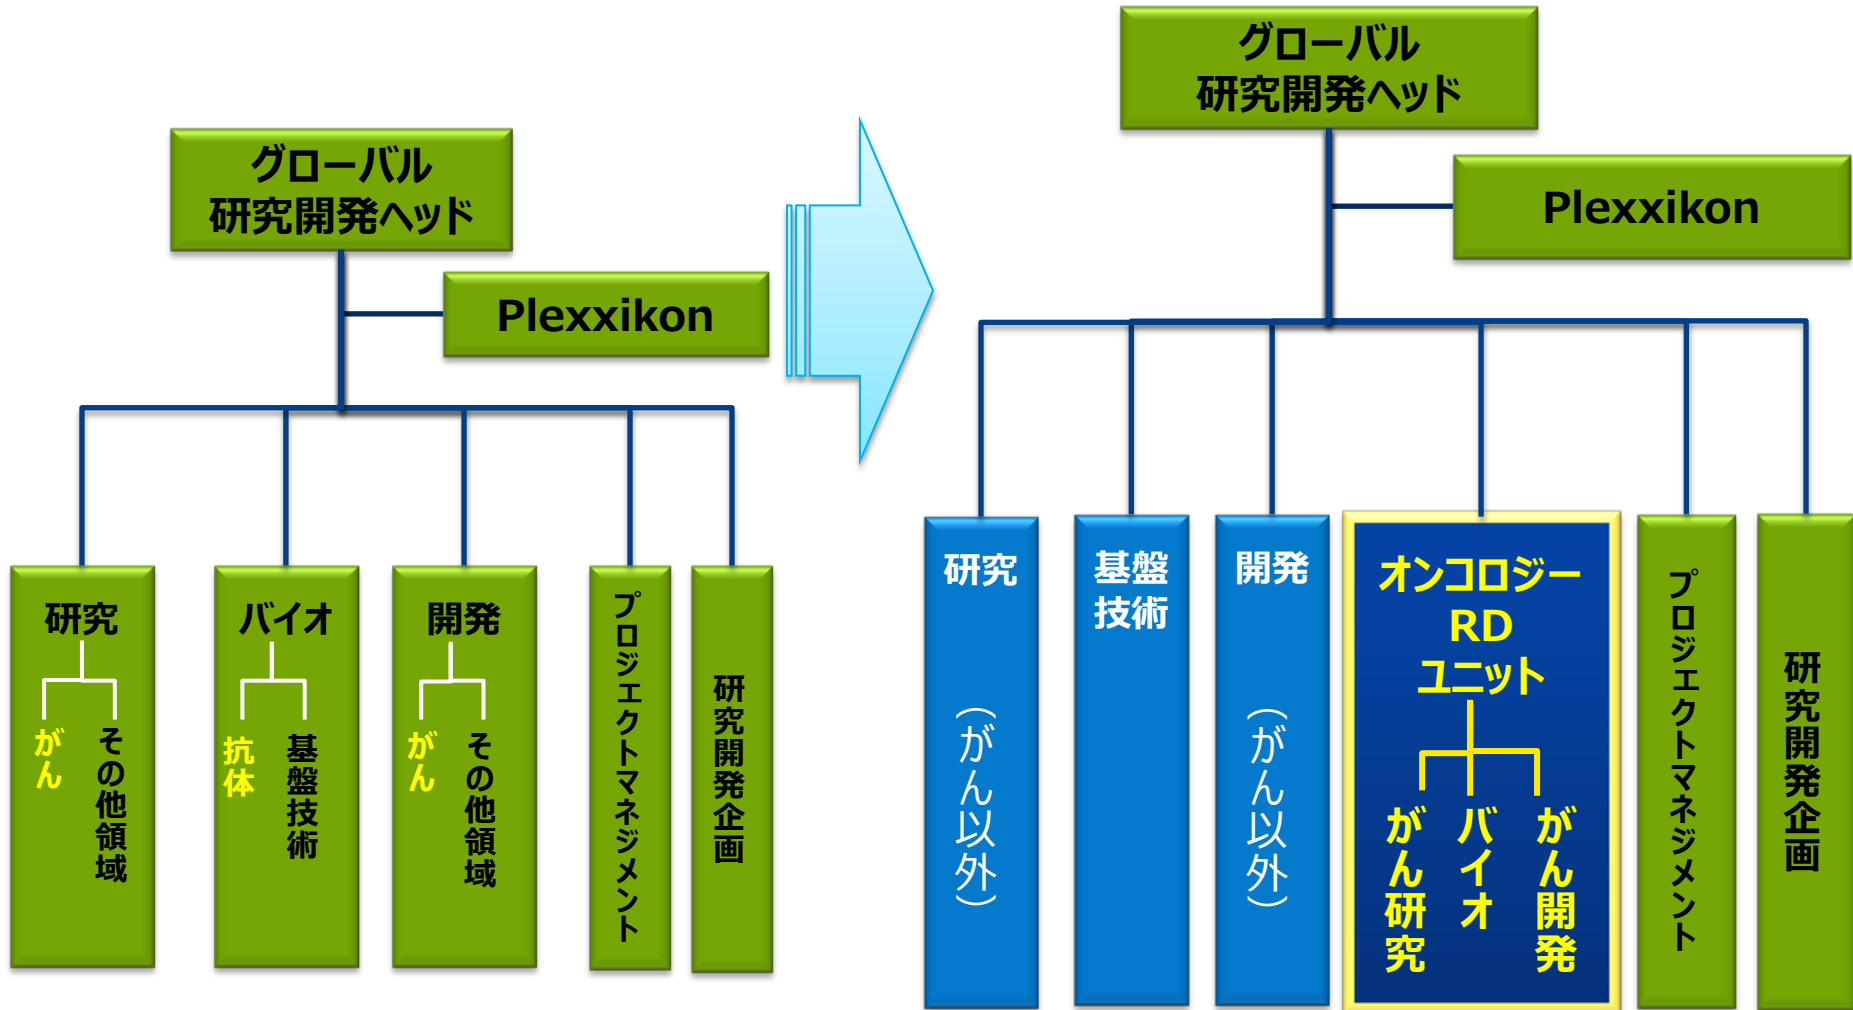 グローバル
研究開発ヘッド
Plexxikon
研究
がん
その他領域
バイオ
抗体
基盤技術
開発
がん
その他領域
プロジェクトマネジメント
研究開発企画
グローバル
研究開発ヘッド
Plexxikon
研究
（がん以外）
基盤
技術
開発
（がん以外）
オンコロジー
RD
ユニット
がん研究
バイオ
がん開発
プロジェクトマネジメント
研究開発企画